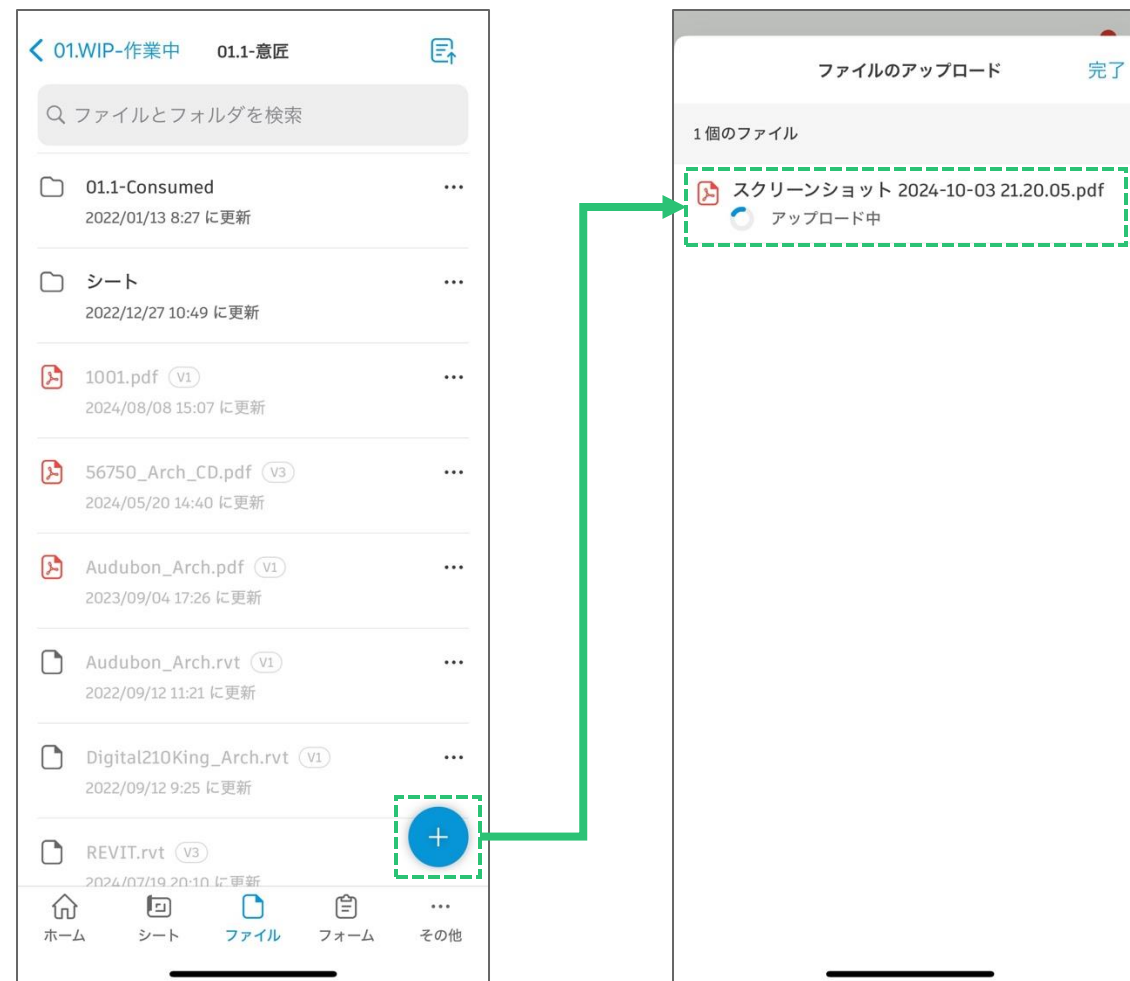 01.WIP-作業中 01.1-意匠
ファイルとフォルダを検索
01.1-Consumed
2022/01/13 8:27 に更新
シート
2022/12/27 10:49 に更新
1001.pdf V1
2024/08/08 15:07 に更新
56750_Arch_CD.pdf V3
2024/05/20 14:40 に更新
Audubon_Arch.pdf V1
2023/09/04 17:26 に更新
Audubon_Arch.rvt V1
2022/09/12 11:21 に更新
Digital210King_Arch.rvt V1
2022/09/12 9:25 に更新
REVIT.rvt V3
2024/07/19 20:10 に更新
ホーム シート ファイル フォーム その他
ファイルのアップロード 完了
1 個のファイル
スクリーンショット 2024-10-03 21.20.05.pdf
アップロード中